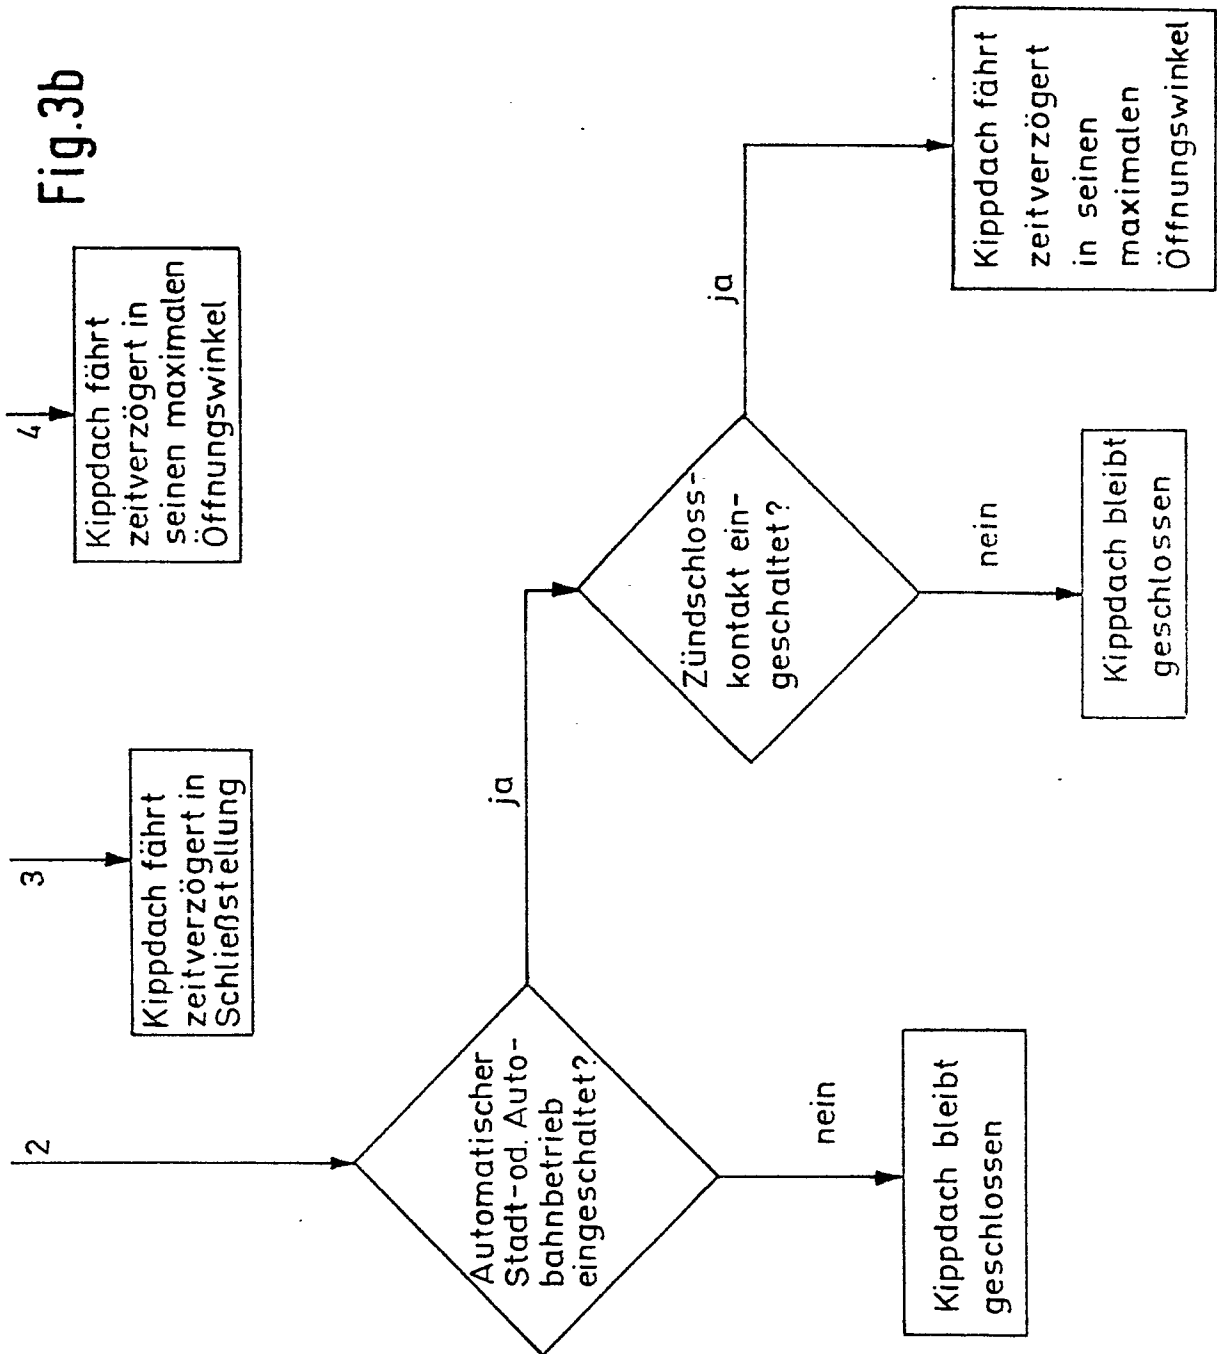 Fig.3b
2
3
4
Kippdach fährt
zeitverzögert in
Schließstellung
Kippdach fährt
zeitverzögert in
seinen maximalen
Öffnungswinkel
Automatischer
Stadt-od. Auto-
bahnbetrieb
eingeschaltet?
ja
nein
Kippdach bleibt
geschlossen
Zündschloss-
kontakt ein-
geschaltet?
ja
nein
Kippdach bleibt
geschlossen
Kippdach fährt
zeitverzögert
in seinen
maximalen
Öffnungswinkel